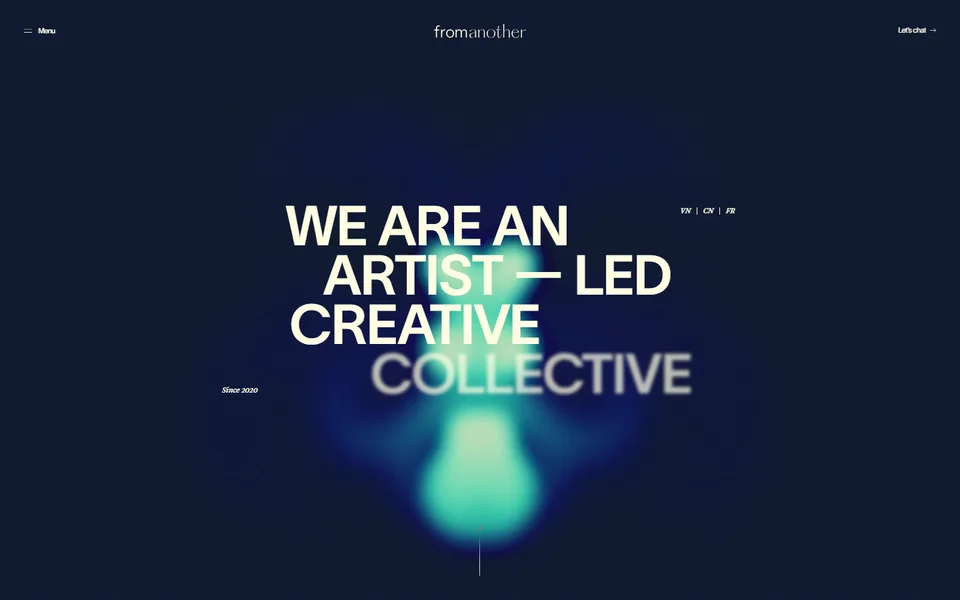 Menu
fromanother
Let's chat →
WE ARE AN
VN | CN | FR
ARTIST — LED
CREATIVE
COLLECTIVE
Since 2020